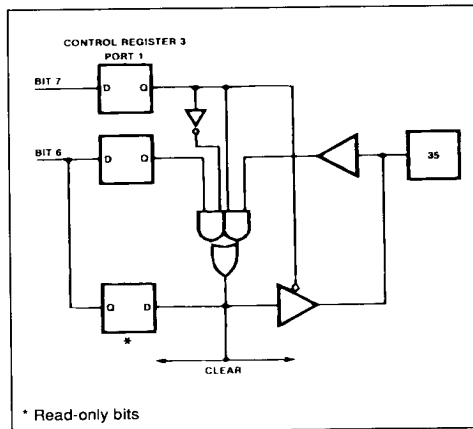 CONTROL REGISTER 3
PORT 1
BIT 7
D Q
BIT 6
D Q
35
Q D
*
CLEAR
* Read-only bits